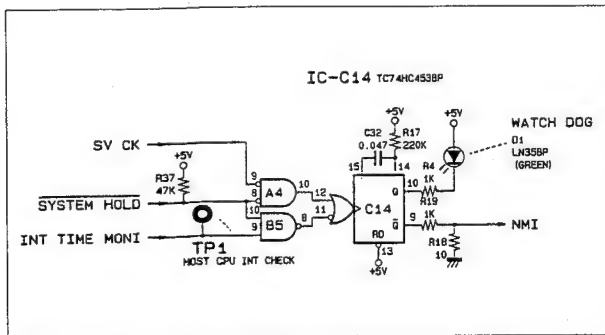 IC-C14 TC74HC4538P
+5V
+5V
C32
0.047
R17
220K
WATCH DOG
D1
LN35BP
(GREEN)
SV CK
+5V
R37
47K
SYSTEM HOLD
INT TIME MONI
TP1
HOST CPU INT CHECK
9
8
A4
10
10
9
B5
8
12
11
15
14
C14
Q
10
R4
1K
R19
1K
Q
9
NMI
RD
13
+5V
R18
10